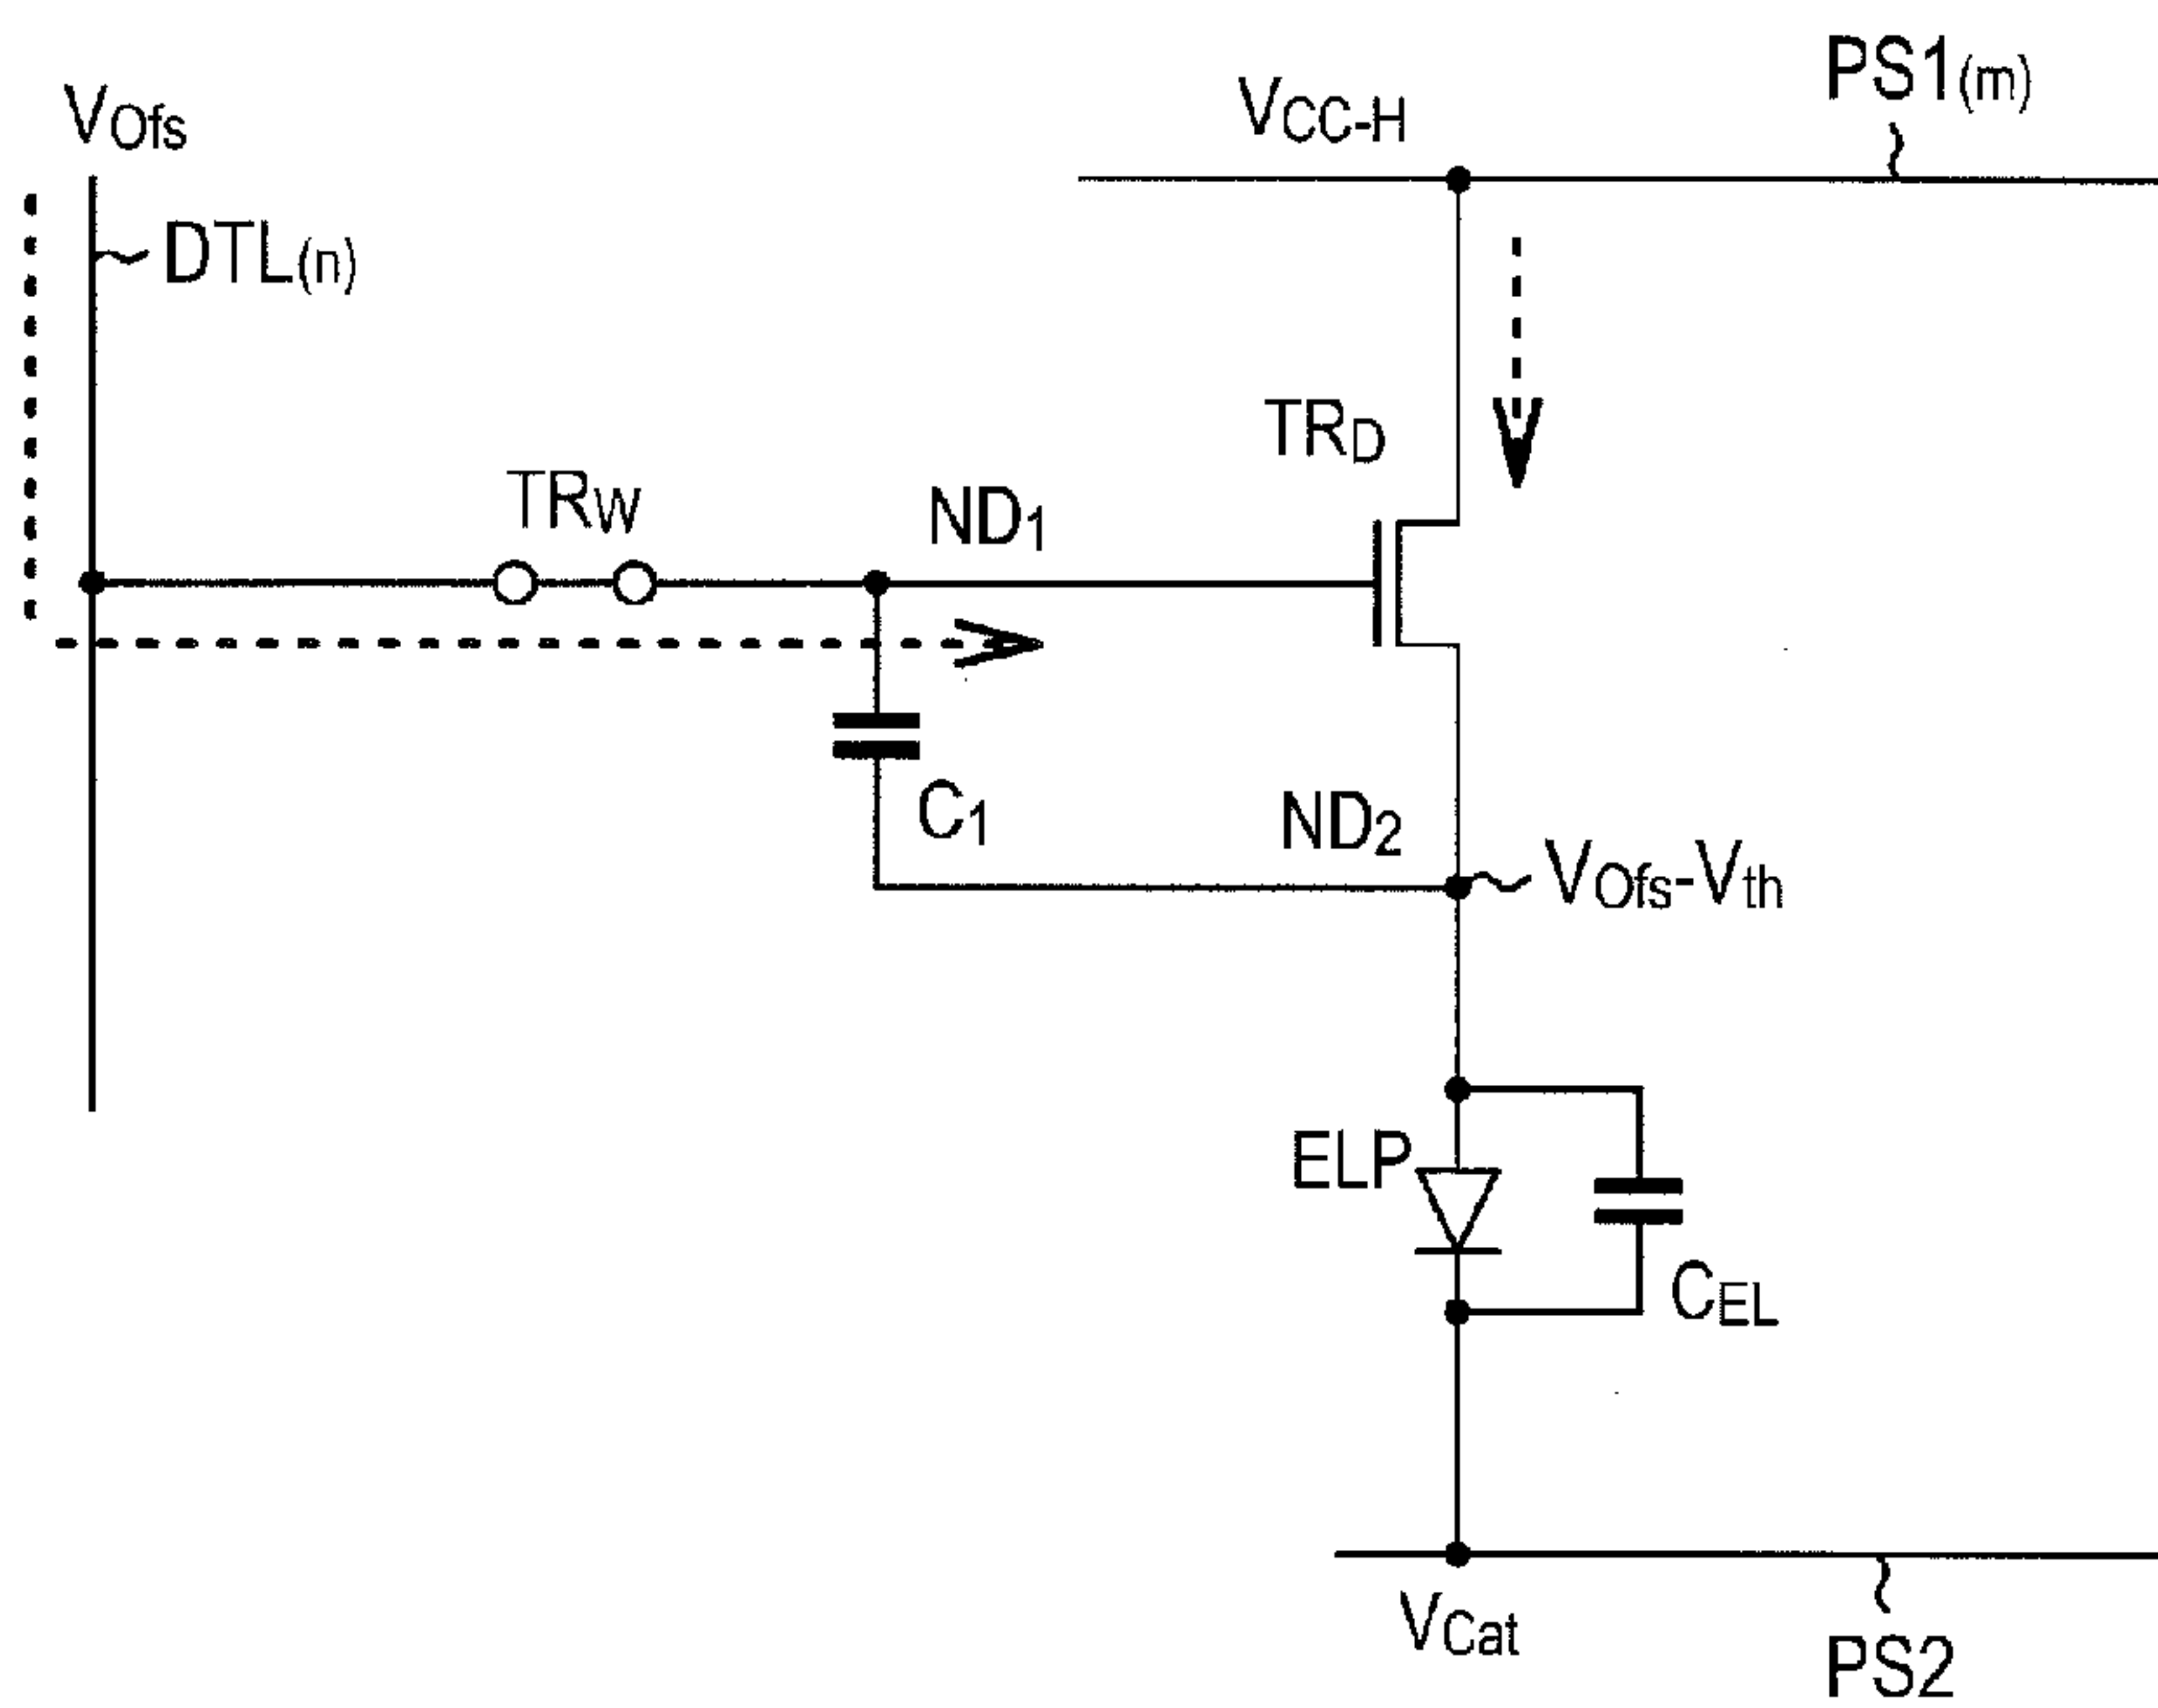 PS1(m)
VCC-H
VOfs
DTL(n)
TRD
TRW
ND1
C1
ND2
VOfs-Vth
ELP
CEL
VCat
PS2